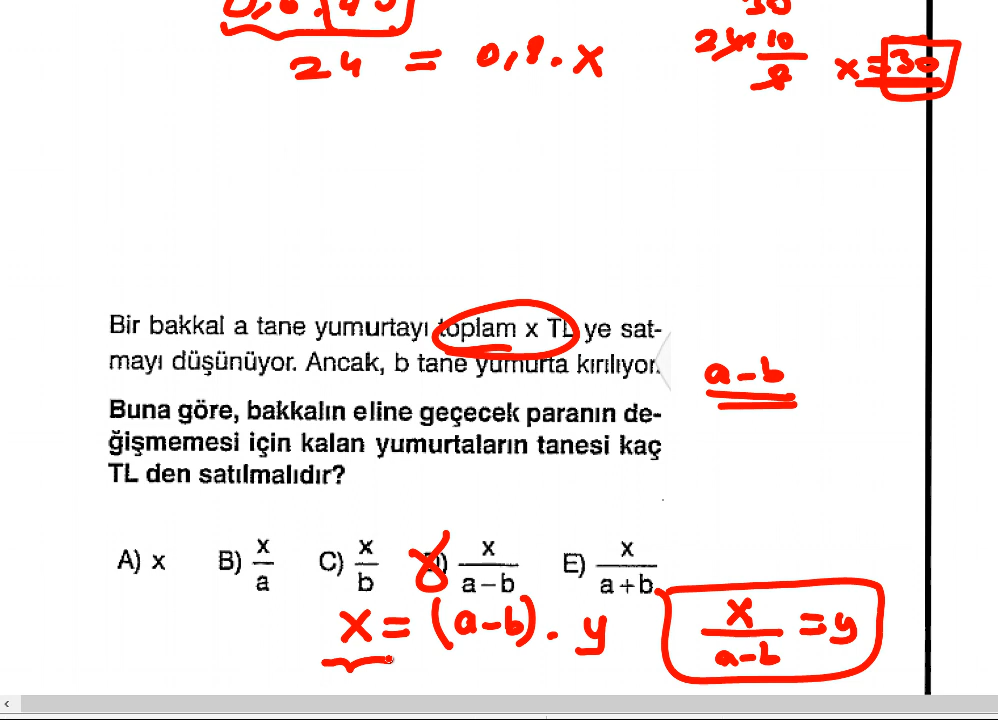 24 = 0,8 . x
x = 30
Bir bakkal a tane yumurtayı toplam x TL ye sat-
mayı düşünüyor. Ancak, b tane yumurta kırılıyor.
a-b
Buna göre, bakkalın eline geçecek paranın de-
ğişmemesi için kalan yumurtaların tanesi kaç
TL den satılmalıdır?
A) x B) x/a C) x/b D) x/a-b E) x/a+b
x = (a-b) . y x/a-b = y